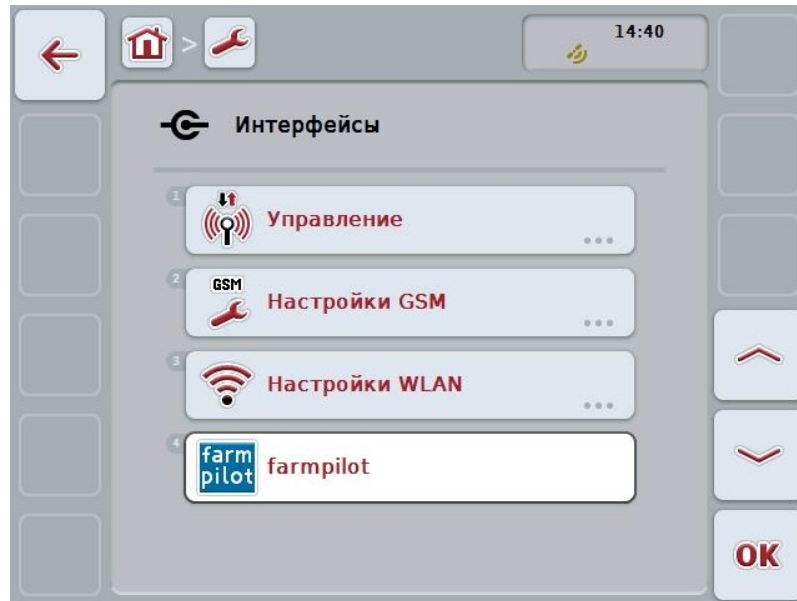 >
14:40
Интерфейсы
1
Управление
2
GSM
Настройки GSM
3
Настройки WLAN
4
farm
pilot
farmpilot
OK